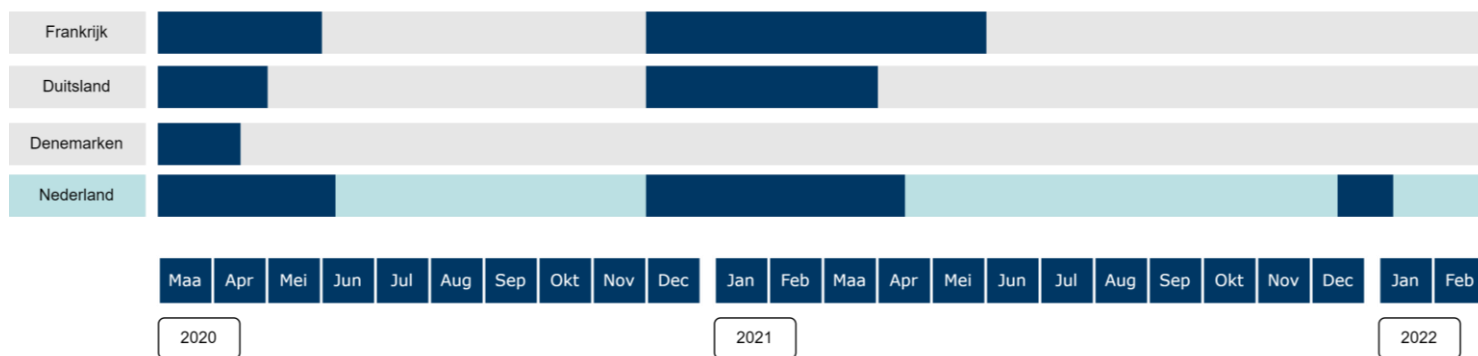 Frankrijk
Duitsland
Denemarken
Nederland
Maa Apr Mei Jun Jul Aug Sep Okt Nov Dec Jan Feb Maa Apr Mei Jun Jul Aug Sep Okt Nov Dec Jan Feb
2020 2021 2022